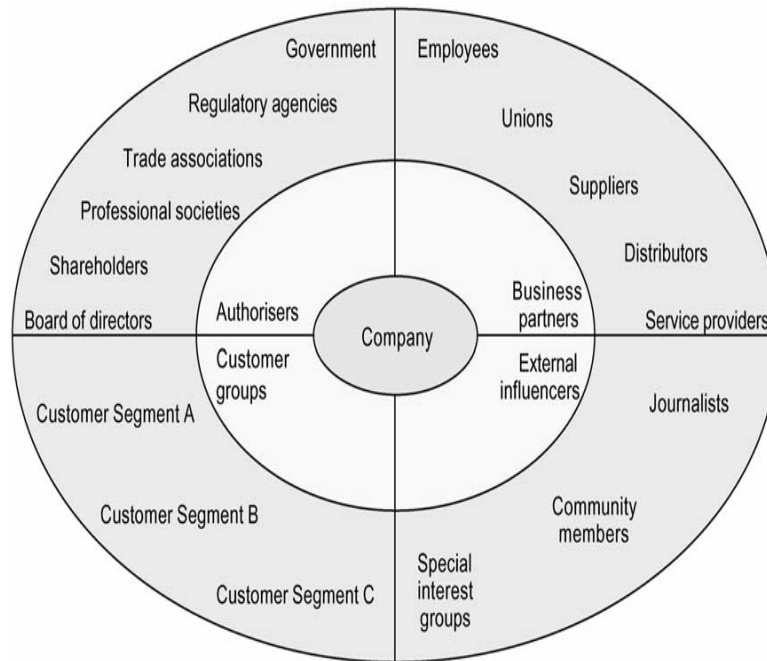 Government
Employees
Regulatory agencies
Unions
Trade associations
Suppliers
Professional societies
Distributors
Shareholders
Board of directors
Authorisers
Business
partners
Service providers
Company
Customer
groups
External
influencers
Customer Segment A
Journalists
Customer Segment B
Community
members
Customer Segment C
Special
interest
groups